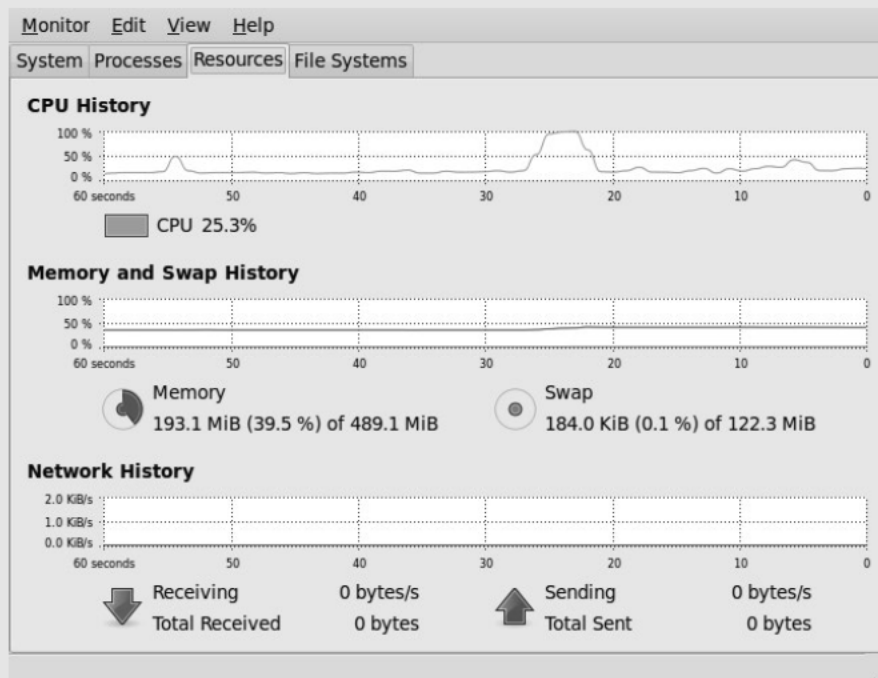 Monitor Edit View Help
System Processes Resources File Systems
CPU History
100 %
50 %
0 %
60 seconds 50 40 30 20 10 0
CPU 25.3%
Memory and Swap History
100 %
50 %
0 %
60 seconds 50 40 30 20 10 0
Memory Swap
193.1 MiB (39.5 %) of 489.1 MiB 184.0 KiB (0.1 %) of 122.3 MiB
Network History
2.0 KiB/s
1.0 KiB/s
0.0 KiB/s
60 seconds 50 40 30 20 10 0
Receiving 0 bytes/s Sending 0 bytes/s
Total Received 0 bytes Total Sent 0 bytes